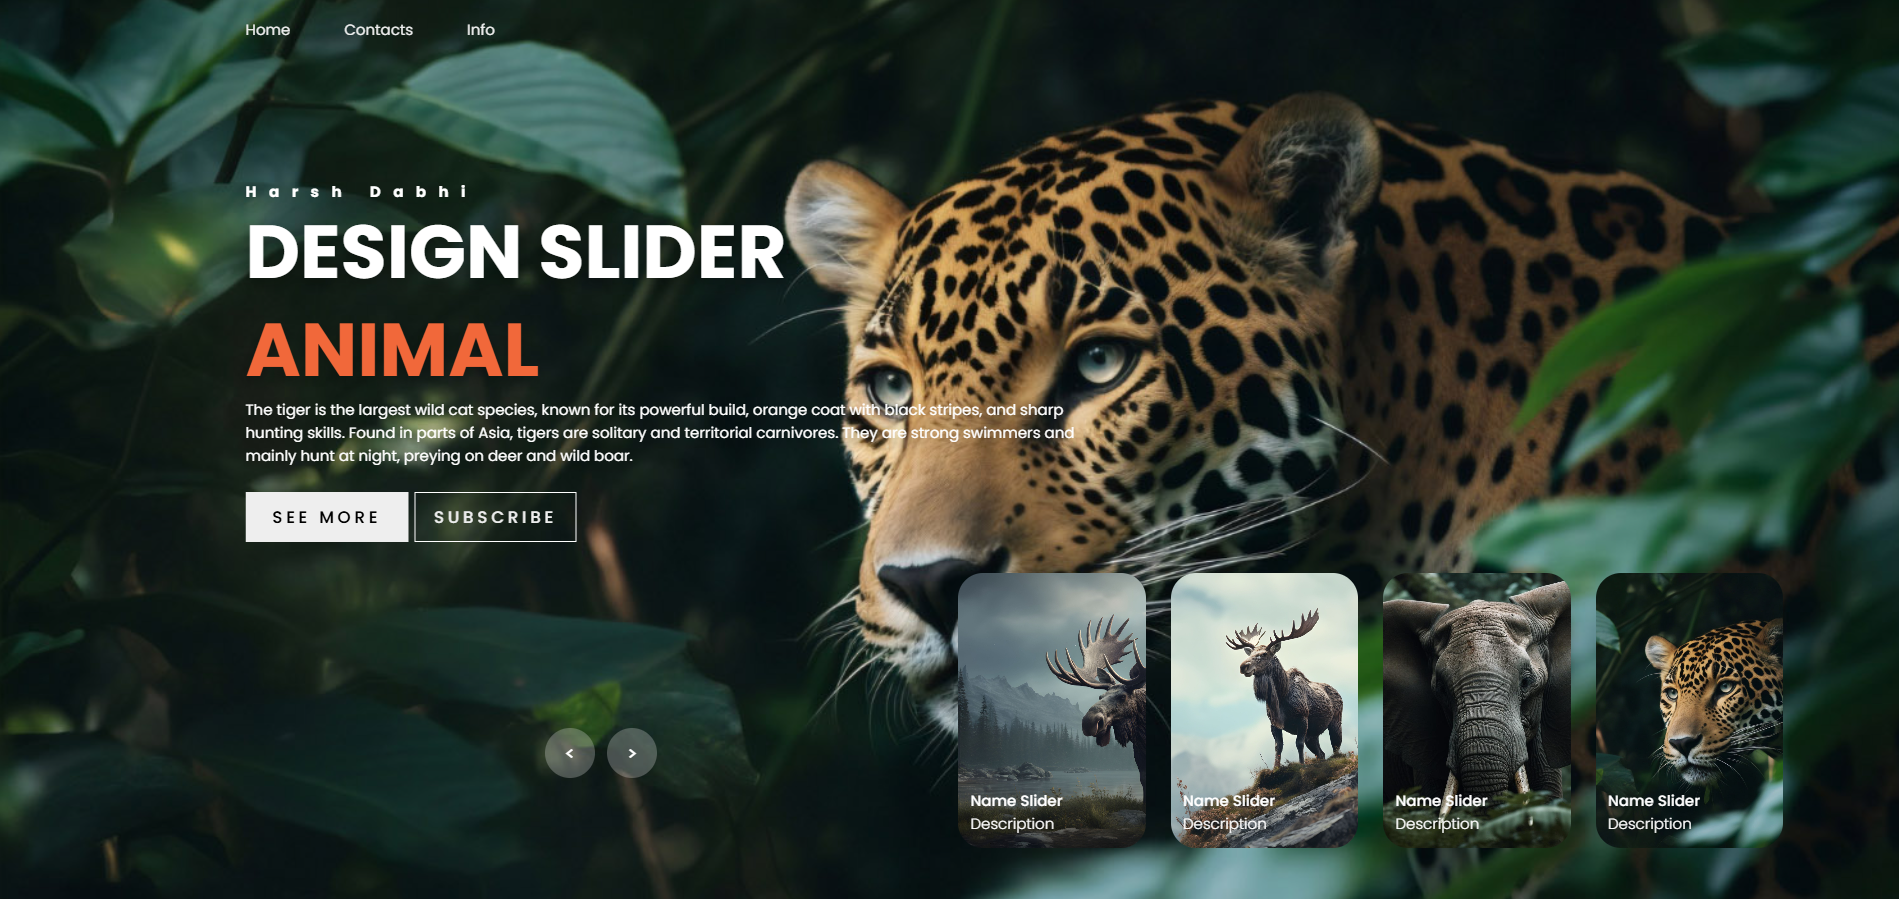 Home Contacts Info
Harsh Dabhi
DESIGN SLIDER
ANIMAL
The tiger is the largest wild cat species, known for its powerful build, orange coat with black stripes, and sharp
hunting skills. Found in parts of Asia, tigers are solitary and territorial carnivores. They are strong swimmers and
mainly hunt at night, preying on deer and wild boar.
SEE MORE SUBSCRIBE
< >
Name Slider
Description
Name Slider
Description
Name Slider
Description
Name Slider
Description